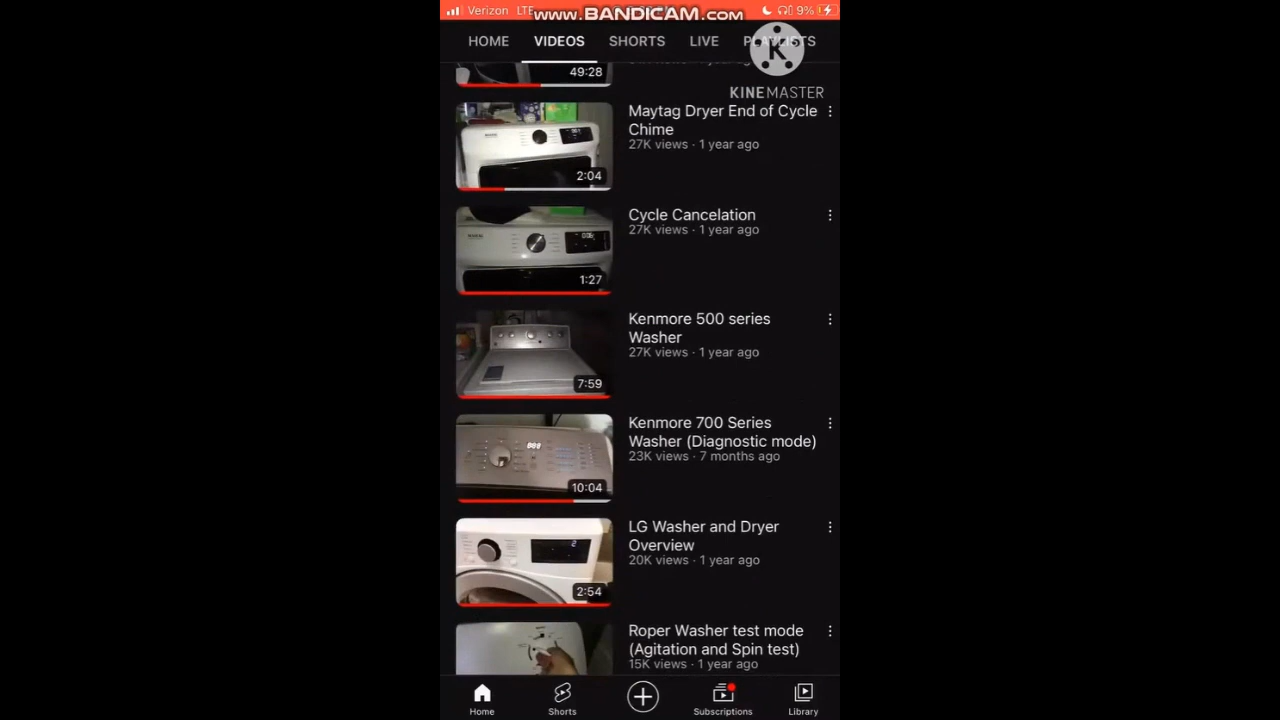 Verizon LTE
www.BANDICAM.com
9%
HOME VIDEOS SHORTS LIVE PLAYLISTS
K
KINEMASTER
49:28
Maytag Dryer End of Cycle
Chime
27K views · 1 year ago
2:04
Cycle Cancelation
27K views · 1 year ago
1:27
Kenmore 500 series
Washer
27K views · 1 year ago
7:59
Kenmore 700 Series
Washer (Diagnostic mode)
23K views · 7 months ago
10:04
LG Washer and Dryer
Overview
20K views · 1 year ago
2:54
Roper Washer test mode
(Agitation and Spin test)
15K views · 1 year ago
Home Shorts Subscriptions Library